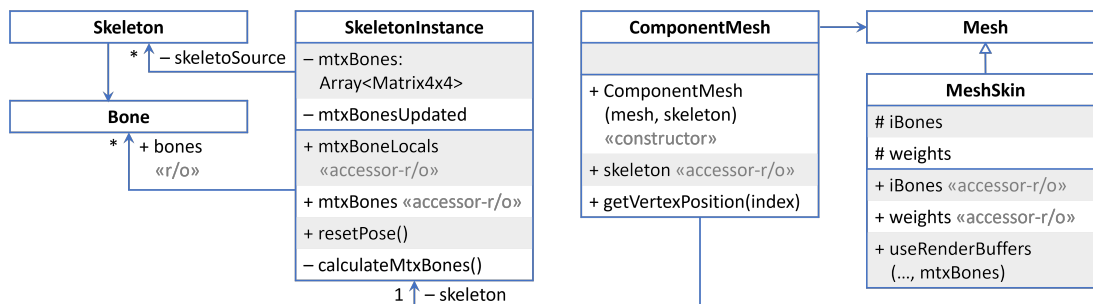 Skeleton
* – skeletoSource
Bone
* + bones
«r/o»
SkeletonInstance
– mtxBones:
Array<Matrix4x4>
– mtxBonesUpdated
+ mtxBoneLocals
«accessor-r/o»
+ mtxBones «accessor-r/o»
+ resetPose()
– calculateMtxBones()
1 – skeleton
ComponentMesh
+ ComponentMesh
(mesh, skeleton)
«constructor»
+ skeleton «accessor-r/o»
+ getVertexPosition(index)
Mesh
MeshSkin
# iBones
# weights
+ iBones «accessor-r/o»
+ weights «accessor-r/o»
+ useRenderBuffers
(…, mtxBones)